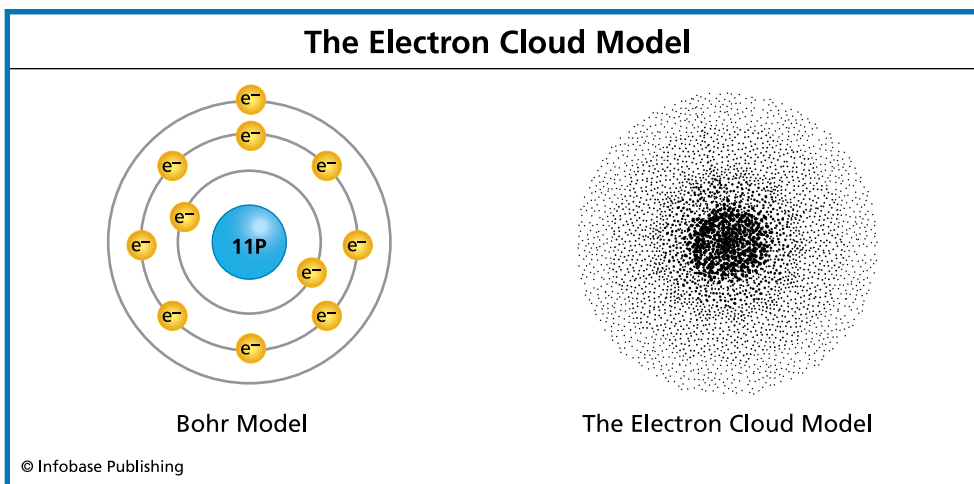 The Electron Cloud Model
e–
e–
e– e–
e–
11P
e– e–
e–
e– e–
e–
Bohr Model
The Electron Cloud Model
© Infobase Publishing